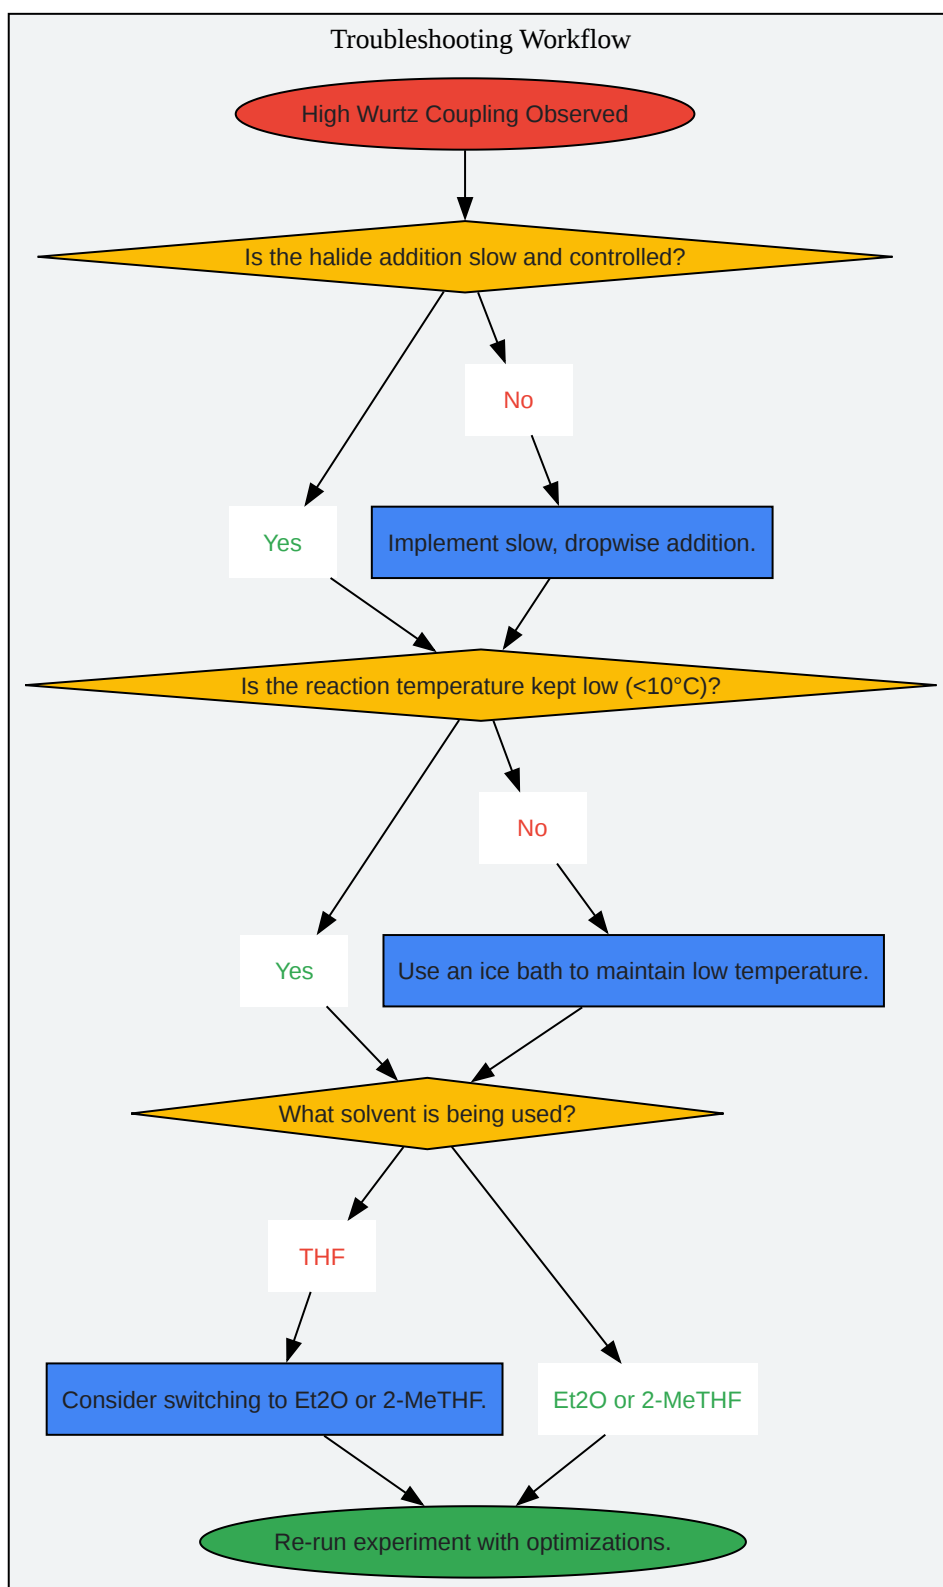 Troubleshooting Workflow
High Wurtz Coupling Observed
Is the halide addition slow and controlled?
No
Yes
Implement slow, dropwise addition.
Is the reaction temperature kept low (<10°C)?
No
Yes
Use an ice bath to maintain low temperature.
What solvent is being used?
THF
Consider switching to Et2O or 2-MeTHF.
Et2O or 2-MeTHF
Re-run experiment with optimizations.